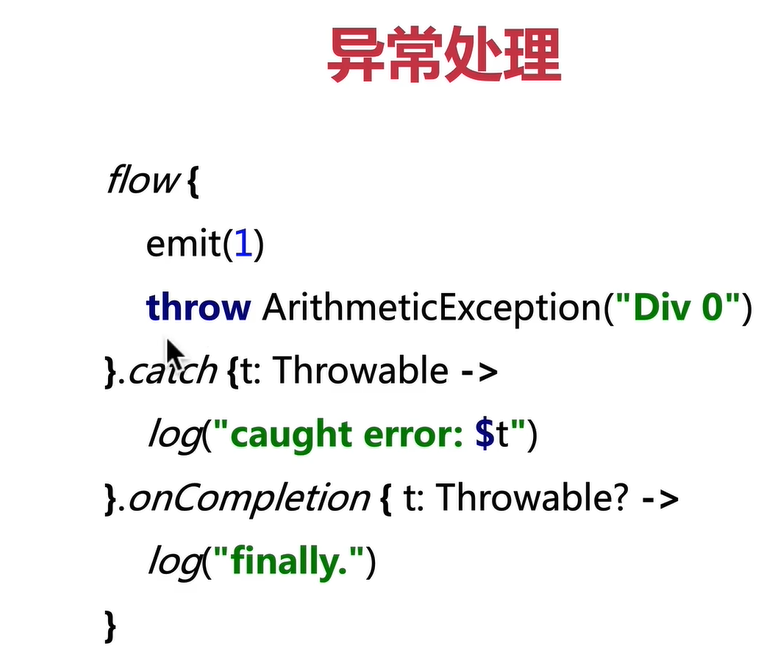 异常处理
flow {
emit(1)
throw ArithmeticException("Div 0")
}.catch {t: Throwable ->
log("caught error: $t")
}.onCompletion { t: Throwable? ->
log("finally.")
}